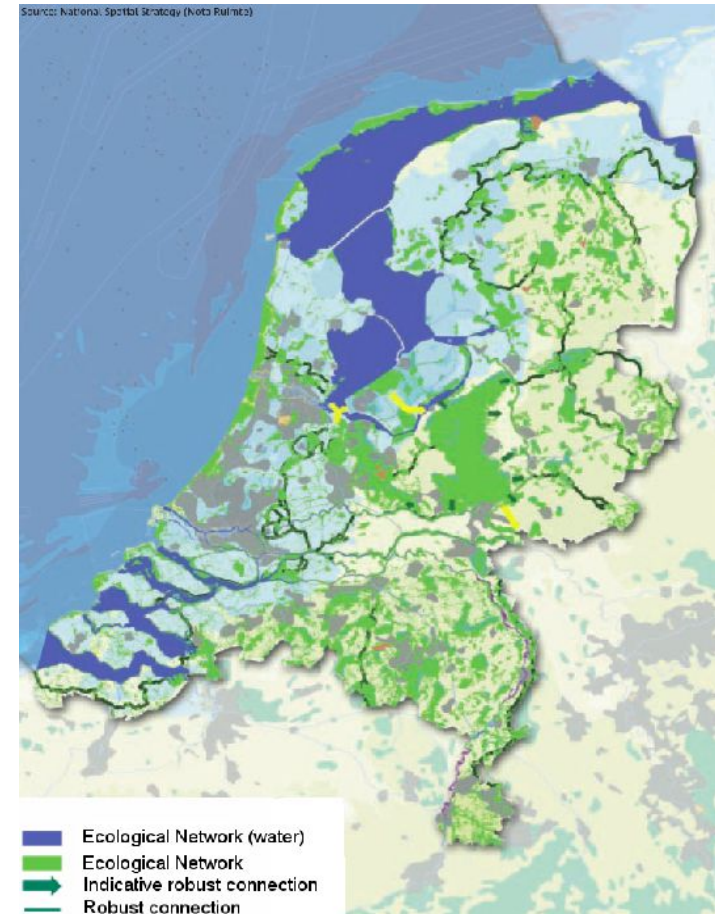 Source: National Spatial Strategy (Nota Ruimte)
Ecological Network (water)
Ecological Network
Indicative robust connection
Robust connection